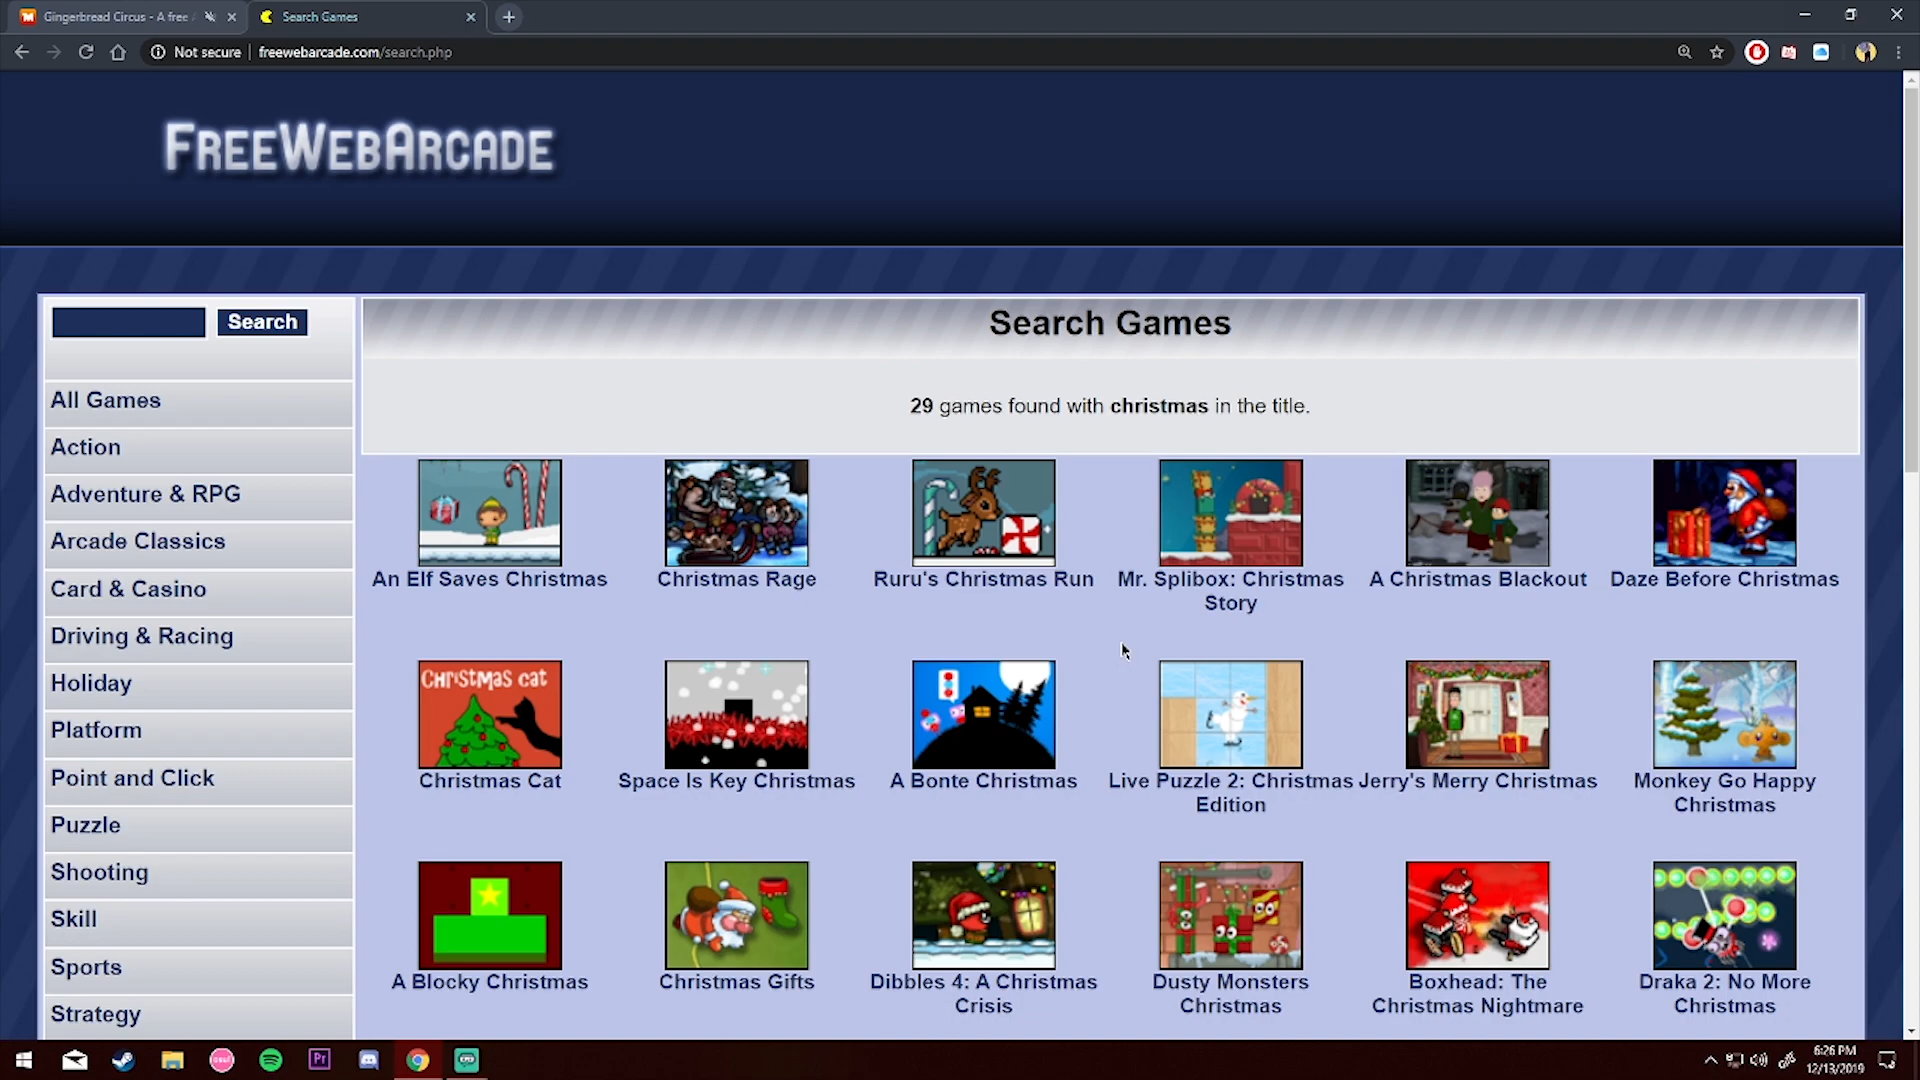 Gingerbread Circus - A free
Search Games
Not secure | freewebarcade.com/search.php
FREEWEBARCADE
Search
Search Games
29 games found with christmas in the title.
All Games
Action
Adventure & RPG
Arcade Classics
Card & Casino
Driving & Racing
Holiday
Platform
Point and Click
Puzzle
Shooting
Skill
Sports
Strategy
An Elf Saves Christmas
Christmas Rage
Ruru's Christmas Run
Mr. Splibox: Christmas
Story
A Christmas Blackout
Daze Before Christmas
Christmas cat
Christmas Cat
Space Is Key Christmas
A Bonte Christmas
Live Puzzle 2: Christmas
Edition
Jerry's Merry Christmas
Monkey Go Happy
Christmas
A Blocky Christmas
Christmas Gifts
Dibbles 4: A Christmas
Crisis
Dusty Monsters
Christmas
Boxhead: The
Christmas Nightmare
Draka 2: No More
Christmas
osu!
Pr
6:26 PM
12/13/2019